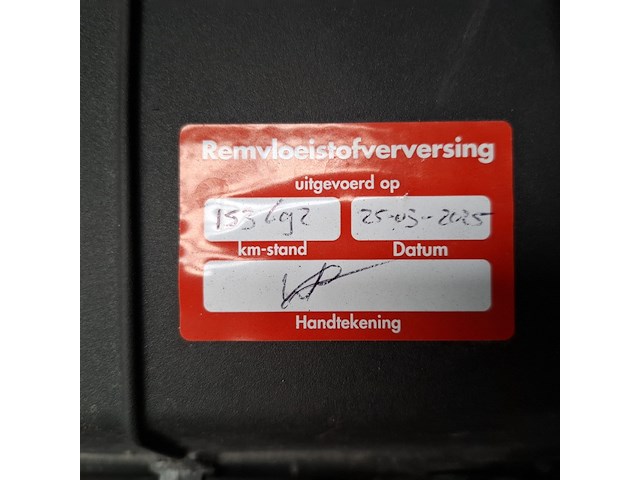 Remvloeistofverversing
uitgevoerd op
153692 25-03-2025
km-stand Datum
Handtekening